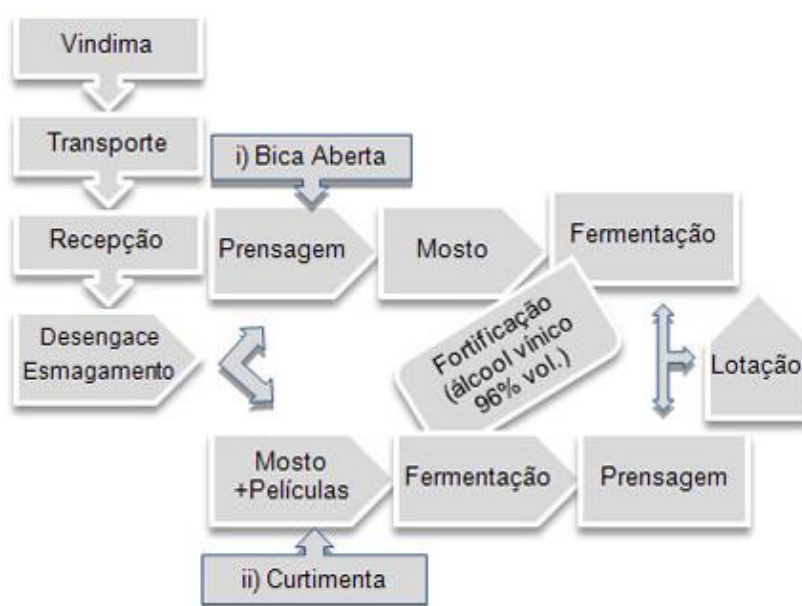 Vindima
Transporte
i) Bica Aberta
Recepção
Prensagem
Mosto
Fermentação
Desengace
Esmagamento
Fortificação
(álcool vínico
96% vol.)
Lotação
Mosto
+Películas
Fermentação
Prensagem
ii) Curtimenta